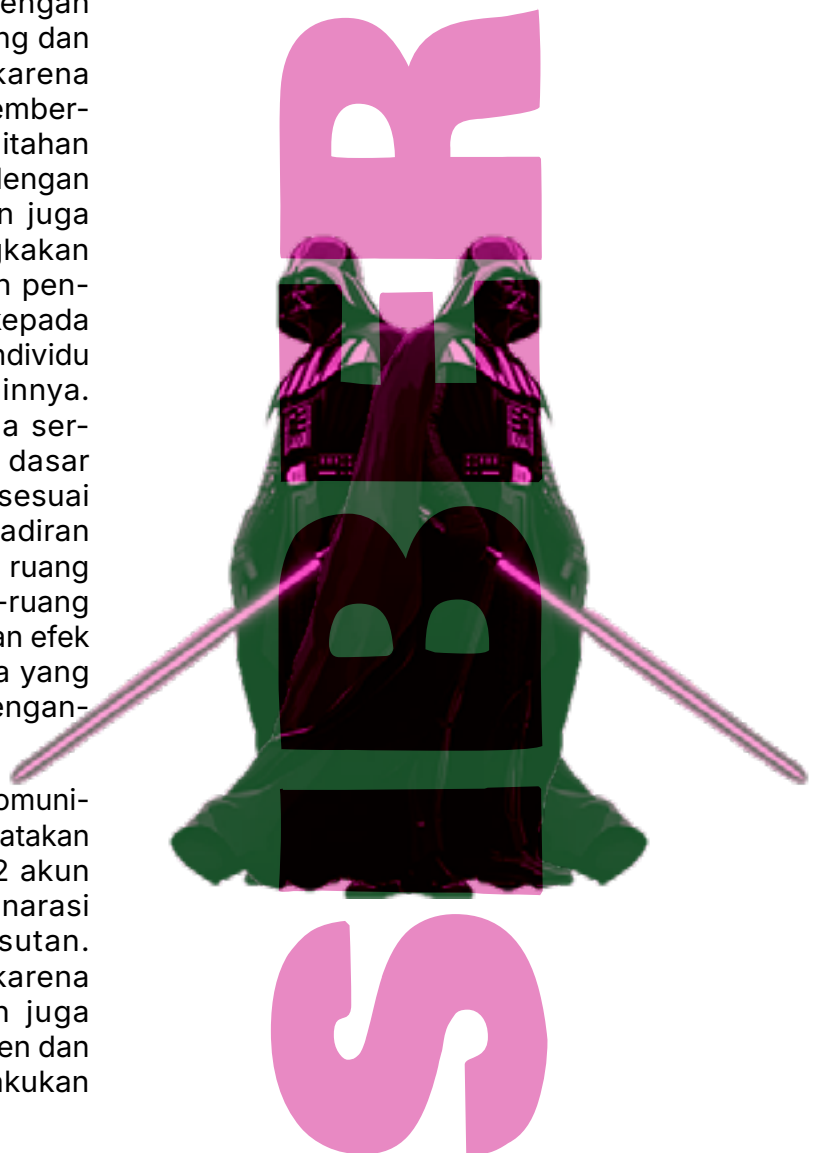 engan
ng dan
karena
ember-
itahan
dengan
n juga
gkakan
n pen-
kepada
ndividu
innya.
a ser-
dasar
sesuai
adiran
ruang
-ruang
an efek
a yang
engan-
omuni-
atakan
2 akun
narasi
sutan.
karena
n juga
en dan
akukan
SIBER